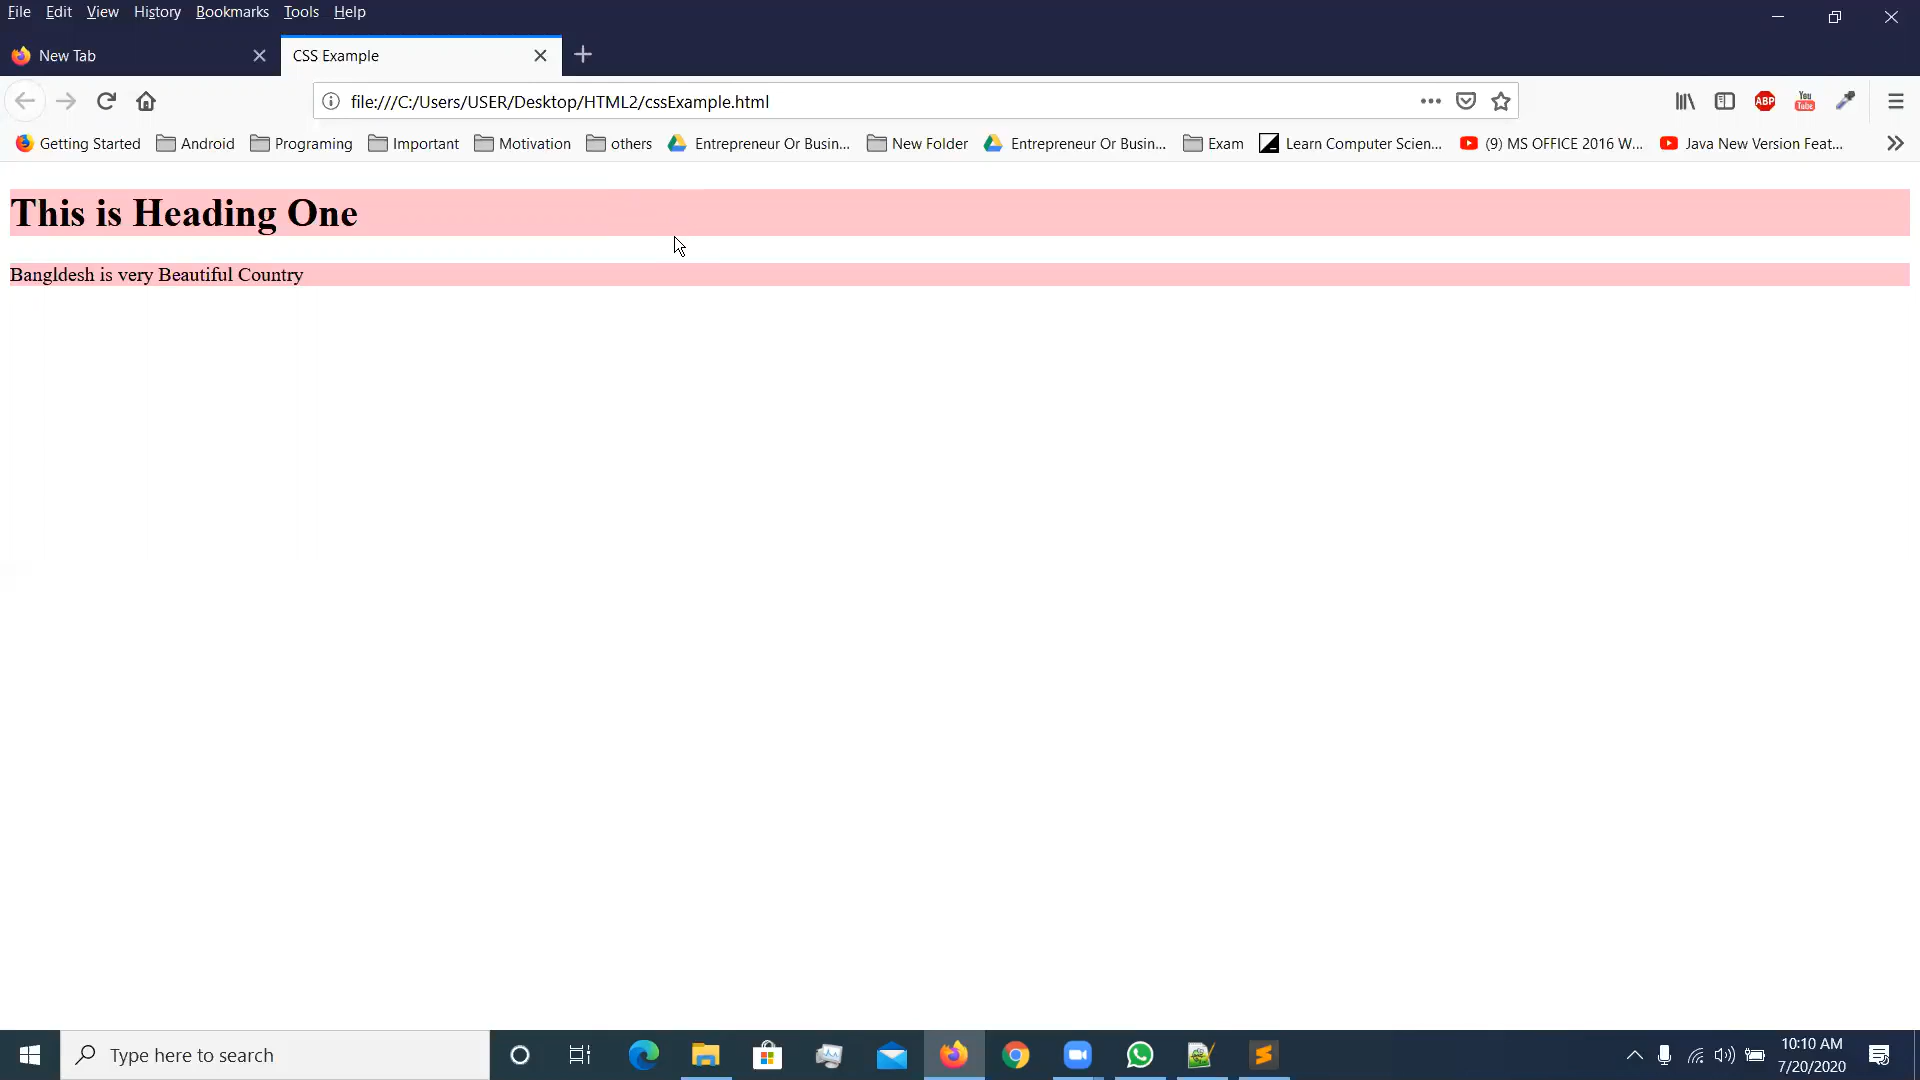 File Edit View History Bookmarks Tools Help
New Tab
CSS Example
file:///C:/Users/USER/Desktop/HTML2/cssExample.html
ABP
You Tube
Getting Started Android Programing Important Motivation others Entrepreneur Or Busin... New Folder Entrepreneur Or Busin... Exam Learn Computer Scien... (9) MS OFFICE 2016 W... Java New Version Feat...
This is Heading One
Bangldesh is very Beautiful Country
Type here to search
10:10 AM
7/20/2020